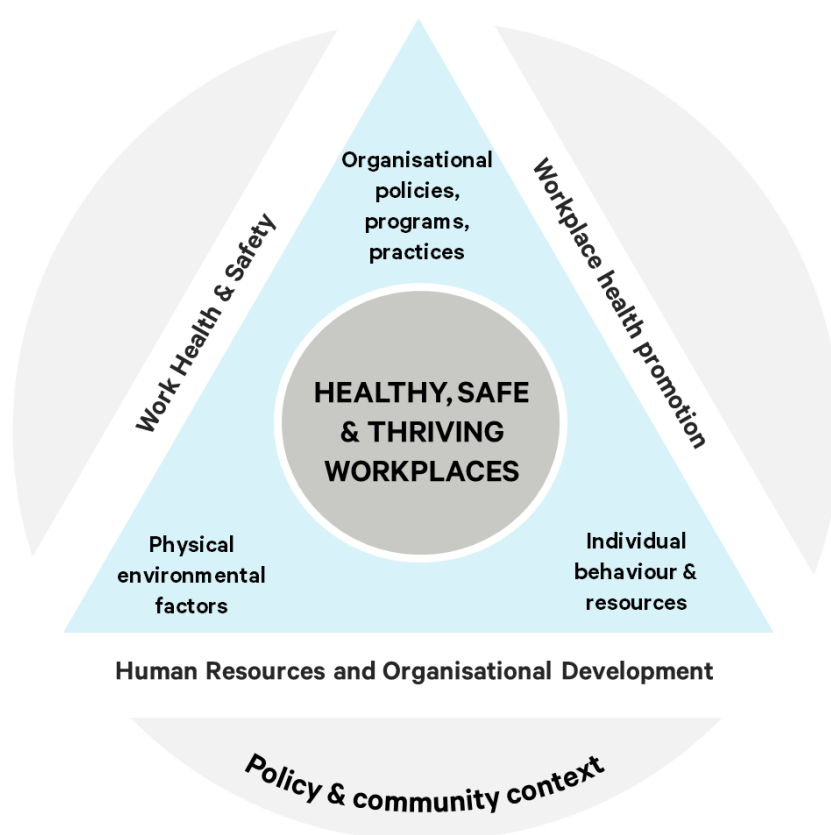 Organisational
policies,
programs,
practices
Work Health & Safety
Workplace health promotion
HEALTHY, SAFE
& THRIVING
WORKPLACES
Physical
environmental
factors
Individual
behaviour &
resources
Human Resources and Organisational Development
Policy & community context